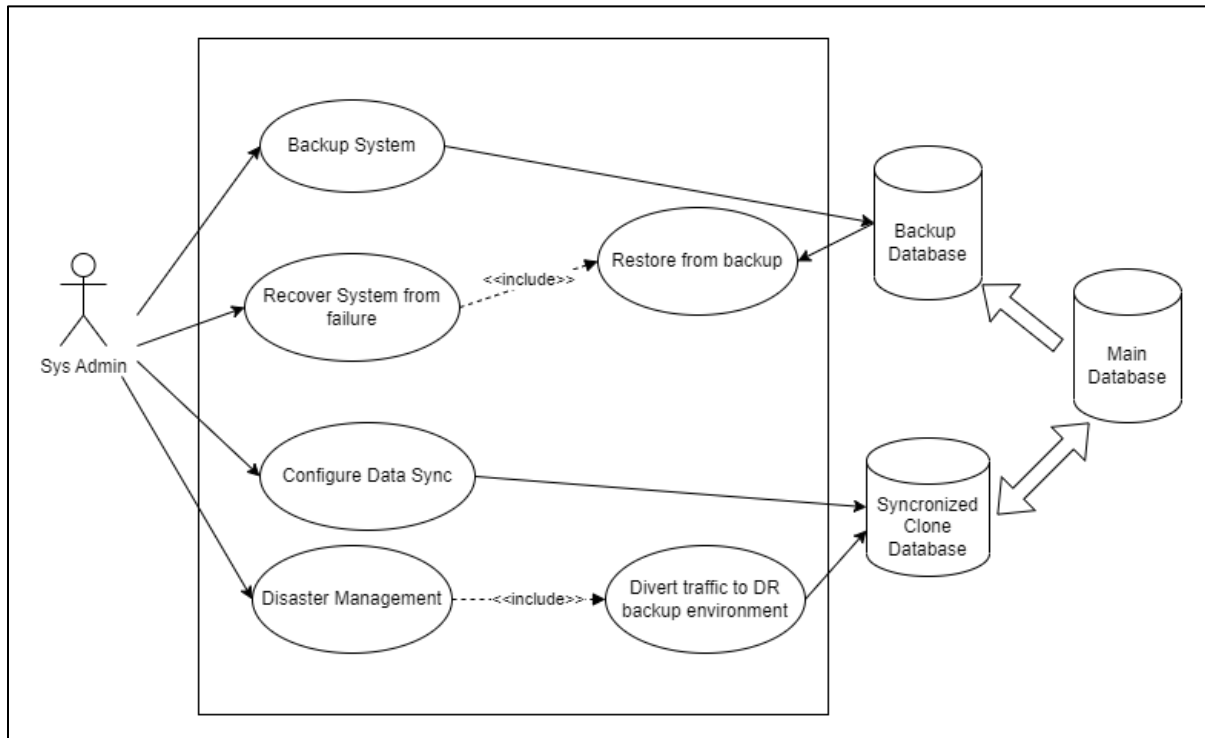 Backup System
Backup
Database
Restore from backup
<<include>>
Recover System from
failure
Sys Admin
Main
Database
Configure Data Sync
Syncronized
Clone
Database
Disaster Management
<<include>>
Divert traffic to DR
backup environment